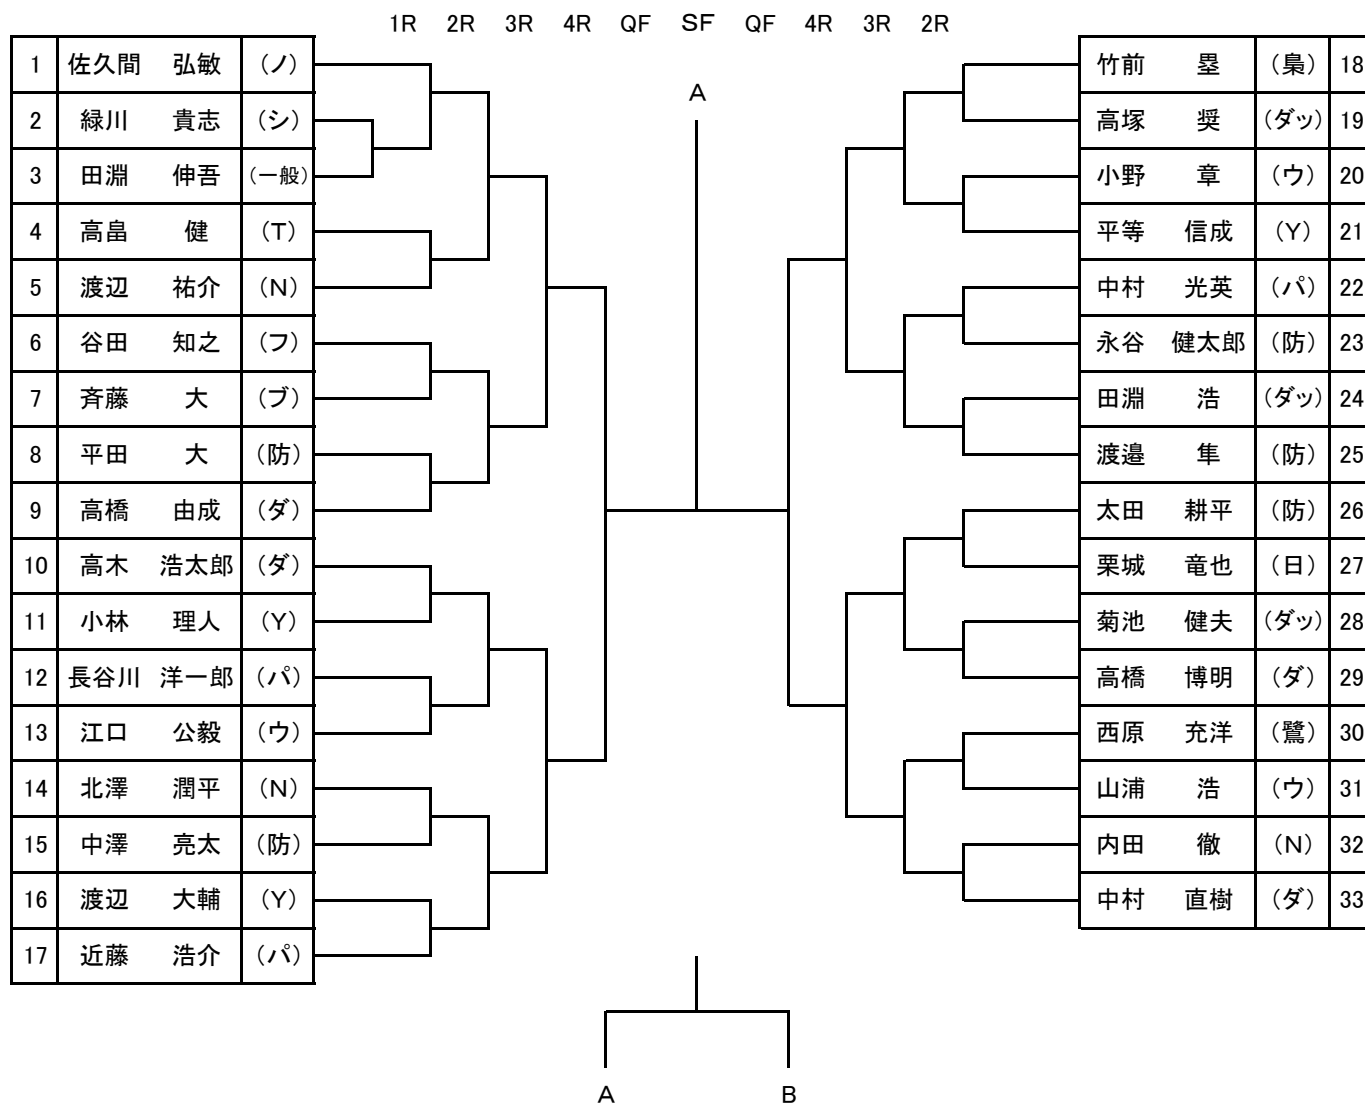 1R 2R 3R 4R QF SF QF 4R 3R 2R
A
1 佐久間 弘敏 (ノ)
2 緑川 貴志 (シ)
3 田淵 伸吾 (一般)
4 高畠 健 (T)
5 渡辺 祐介 (N)
6 谷田 知之 (フ)
7 斉藤 大 (ブ)
8 平田 大 (防)
9 高橋 由成 (ダ)
10 高木 浩太郎 (ダ)
11 小林 理人 (Y)
12 長谷川 洋一郎 (パ)
13 江口 公毅 (ウ)
14 北澤 潤平 (N)
15 中澤 亮太 (防)
16 渡辺 大輔 (Y)
17 近藤 浩介 (パ)
竹前 塁 (梟) 18
高塚 奨 (ダッ) 19
小野 章 (ウ) 20
平等 信成 (Y) 21
中村 光英 (パ) 22
永谷 健太郎 (防) 23
田淵 浩 (ダッ) 24
渡邉 隼 (防) 25
太田 耕平 (防) 26
栗城 竜也 (日) 27
菊池 健夫 (ダッ) 28
高橋 博明 (ダ) 29
西原 充洋 (鷺) 30
山浦 浩 (ウ) 31
内田 徹 (N) 32
中村 直樹 (ダ) 33
A B